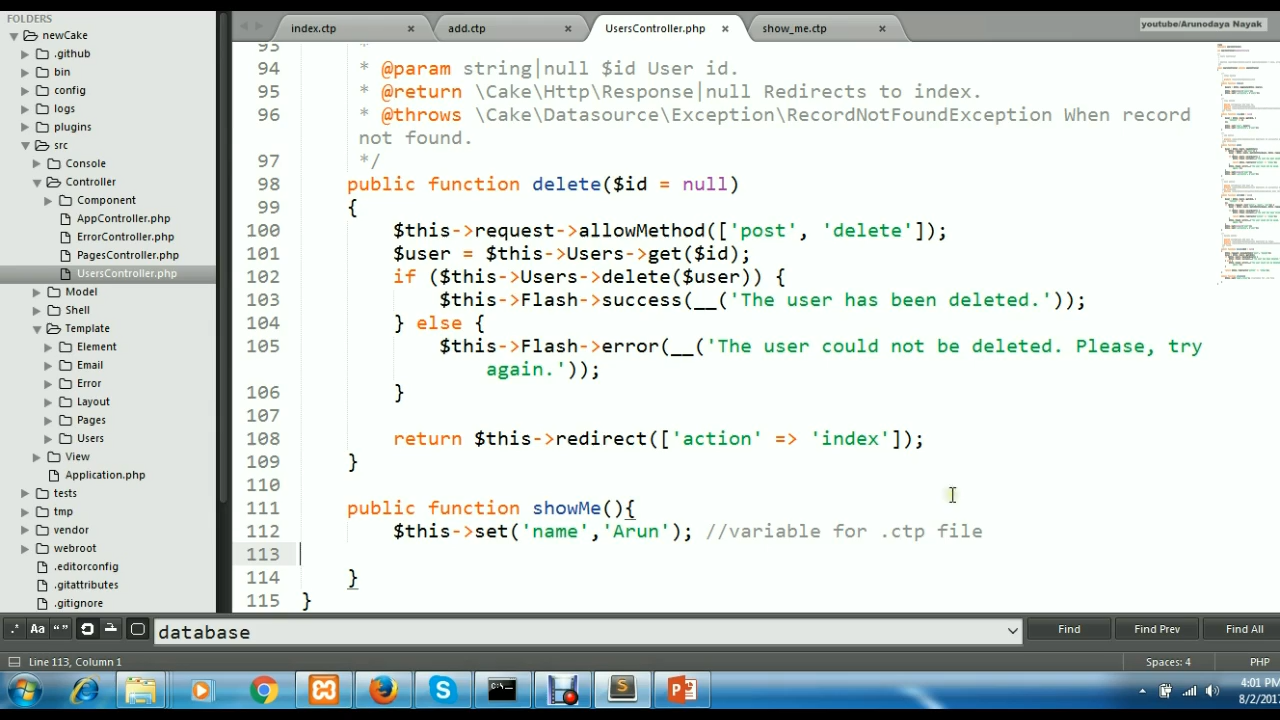 FOLDERS
newCake
.github
bin
config
logs
plugins
src
Console
Controller
Component
AppController.php
ErrorController.php
PagesController.php
UsersController.php
Model
Shell
Template
Element
Email
Error
Layout
Pages
Users
View
Application.php
tests
tmp
vendor
webroot
.editorconfig
.gitattributes
.gitignore
index.ctp
add.ctp
UsersController.php
show_me.ctp
youtube/Arunodaya Nayak
93 *
94 * @param string|null $id User id.
95 * @return \Cake\Http\Response|null Redirects to index.
96 * @throws \Cake\Datasource\Exception\RecordNotFoundException When record
not found.
97 */
98 public function delete($id = null)
99 {
100 $this->request->allowMethod(['post', 'delete']);
101 $user = $this->Users->get($id);
102 if ($this->Users->delete($user)) {
103 $this->Flash->success(__('The user has been deleted.'));
104 } else {
105 $this->Flash->error(__('The user could not be deleted. Please, try
again.'));
106 }
107
108 return $this->redirect(['action' => 'index']);
109 }
110
111 public function showMe(){
112 $this->set('name','Arun'); //variable for .ctp file
113
114 }
115 }
.* Aa “ ” database Find Find Prev Find All
Line 113, Column 1 Spaces: 4 PHP
4:01 PM
8/2/201